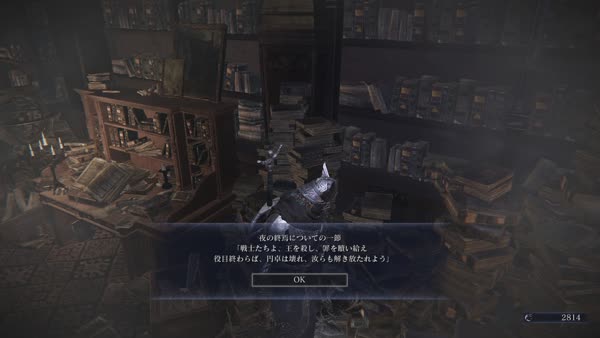 夜の終焉についての一節
「戦士たちよ、王を殺し、罪を贖い給え
役目終わらば、円卓は壊れ、汝らも解き放たれよう」
OK
2814